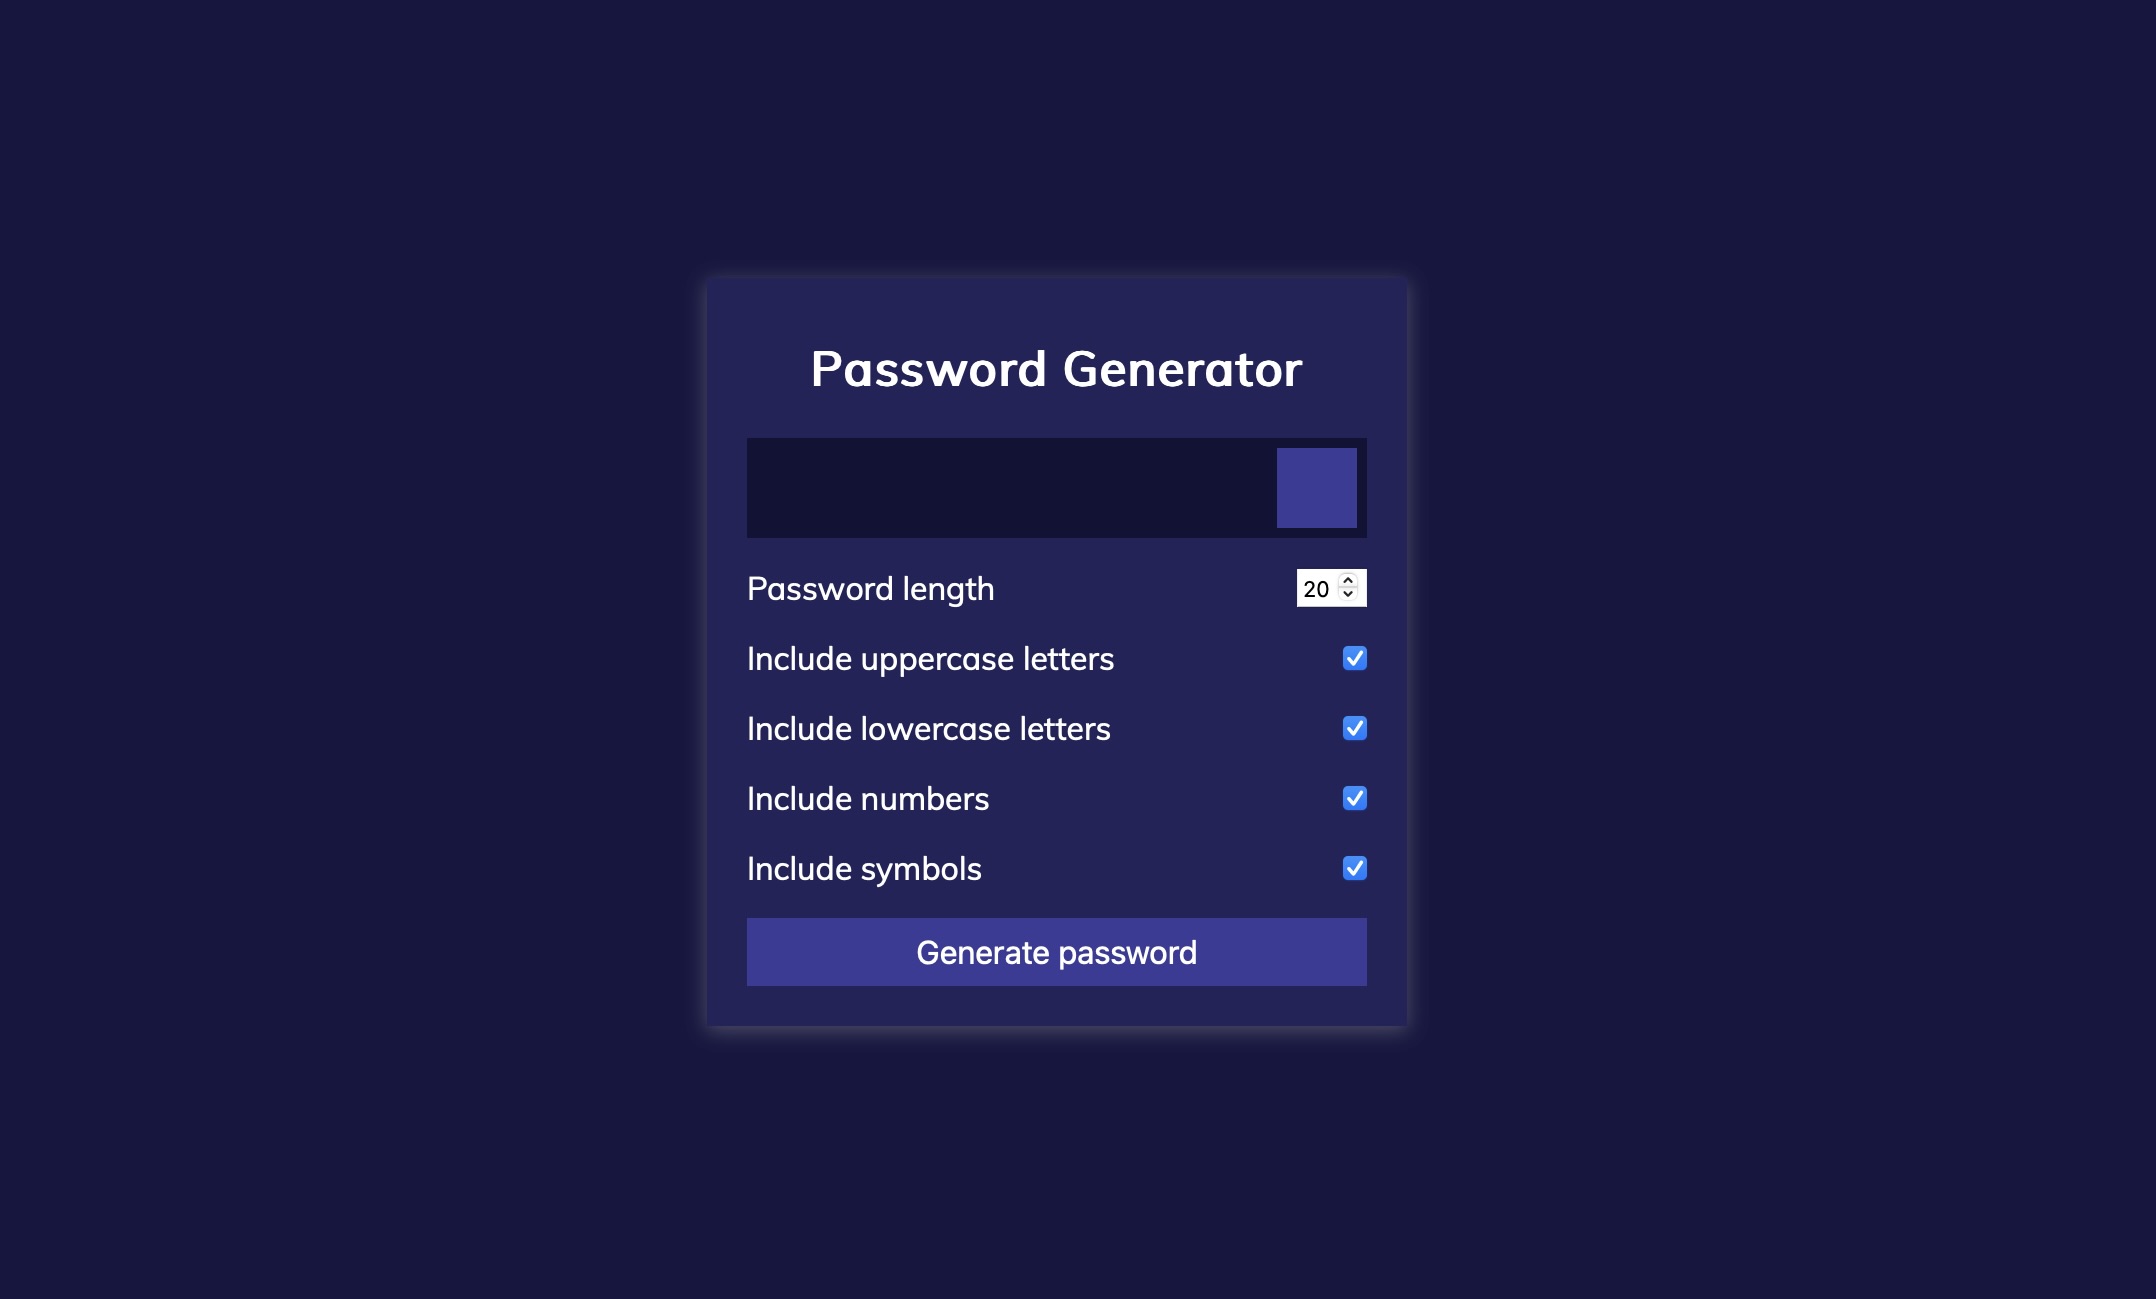 Password Generator
Password length 20
Include uppercase letters
Include lowercase letters
Include numbers
Include symbols
Generate password